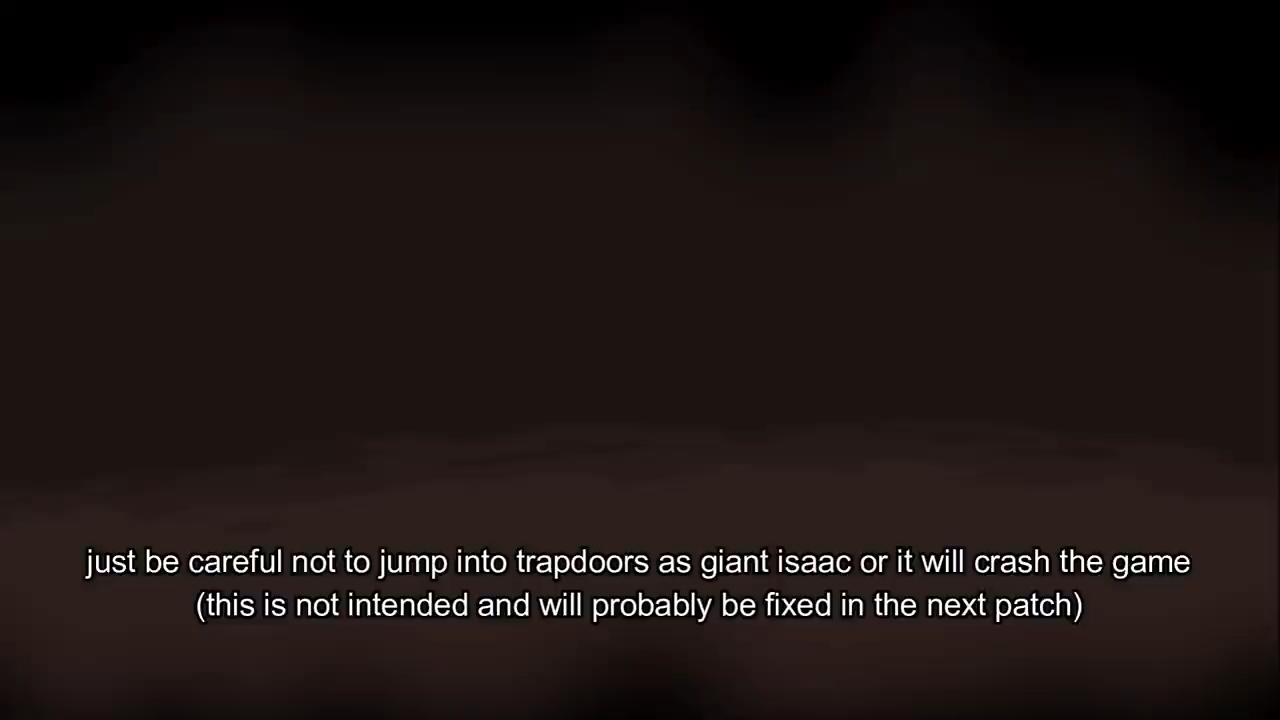 just be careful not to jump into trapdoors as giant isaac or it will crash the game
(this is not intended and will probably be fixed in the next patch)